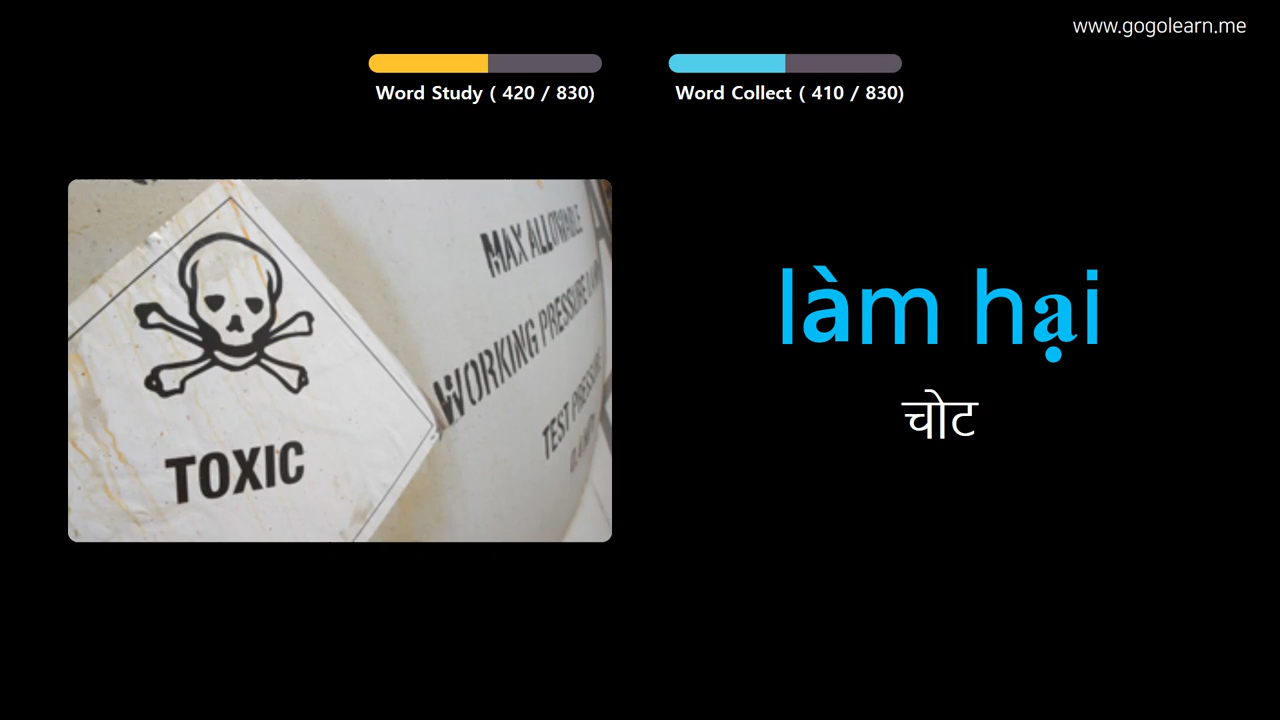 www.gogolearn.me
Word Study ( 420 / 830)
Word Collect ( 410 / 830)
MAX ALLOWABLE
WORKING PRESSURE
TEST PRESSURE
TOXIC
làm hại
चोट